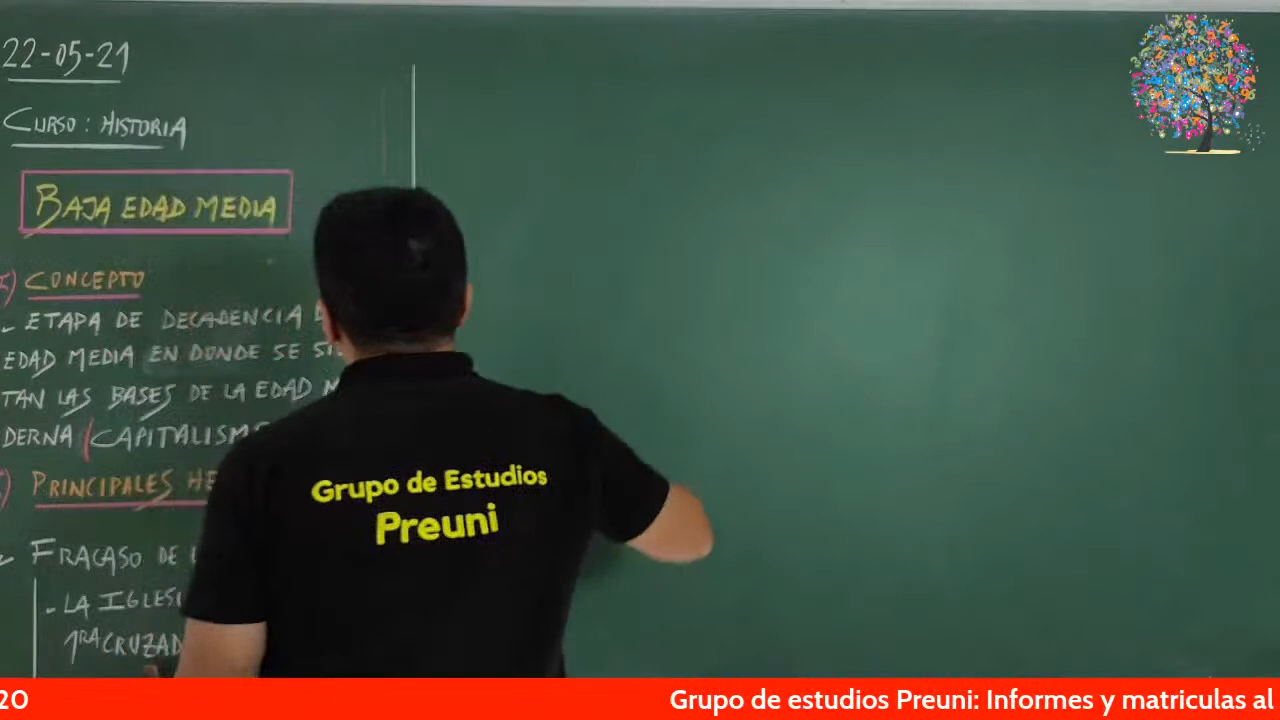 22-05-21
CURSO: HISTORIA
BAJA EDAD MEDIA
I) CONCEPTO
- ETAPA DE DECADENCIA D
EDAD MEDIA EN DONDE SE SI
TAN LAS BASES DE LA EDAD M
DERNA (CAPITALISM
PRINCIPALES HE
- FRACASO DE L
- LA IGLESI
1RA CRUZAD
Grupo de Estudios
Preuni
20
Grupo de estudios Preuni: Informes y matriculas al